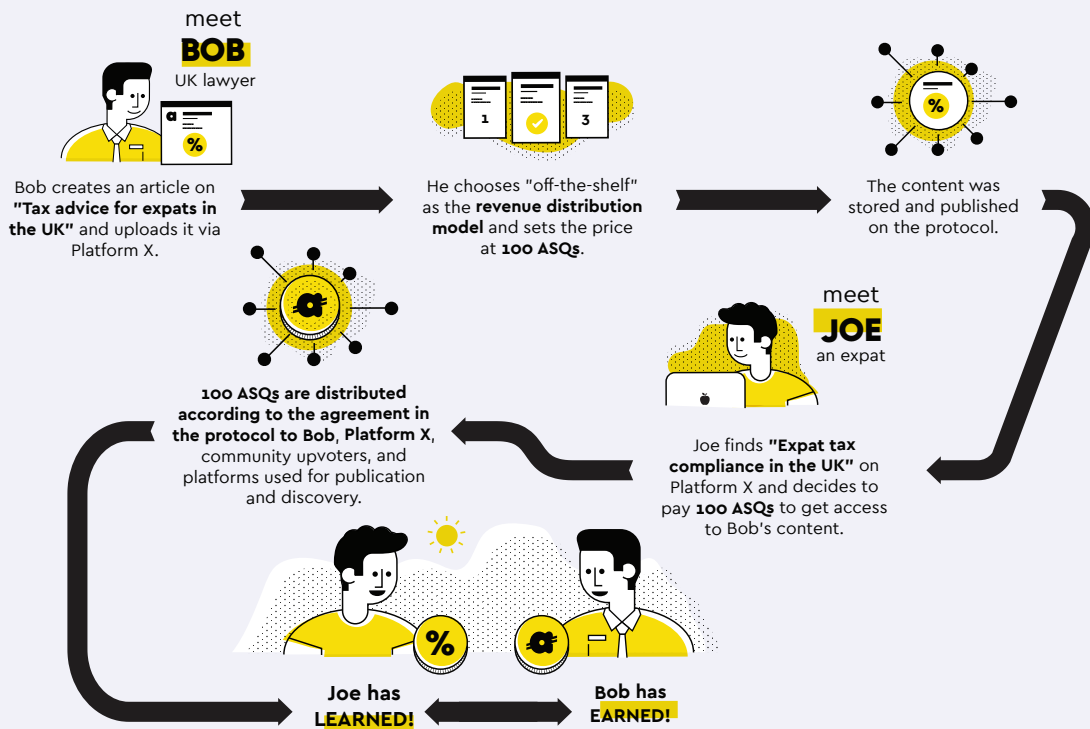 meet
BOB
UK lawyer
a
%
Bob creates an article on
"Tax advice for expats in
the UK" and uploads it via
Platform X.
1
3
He chooses "off-the-shelf"
as the revenue distribution
model and sets the price
at 100 ASQs.
%
The content was
stored and published
on the protocol.
meet
JOE
an expat
Joe finds "Expat tax
compliance in the UK" on
Platform X and decides to
pay 100 ASQs to get access
to Bob's content.
a
100 ASQs are distributed
according to the agreement in
the protocol to Bob, Platform X,
community upvoters, and
platforms used for publication
and discovery.
%
a
Joe has
LEARNED!
Bob has
EARNED!